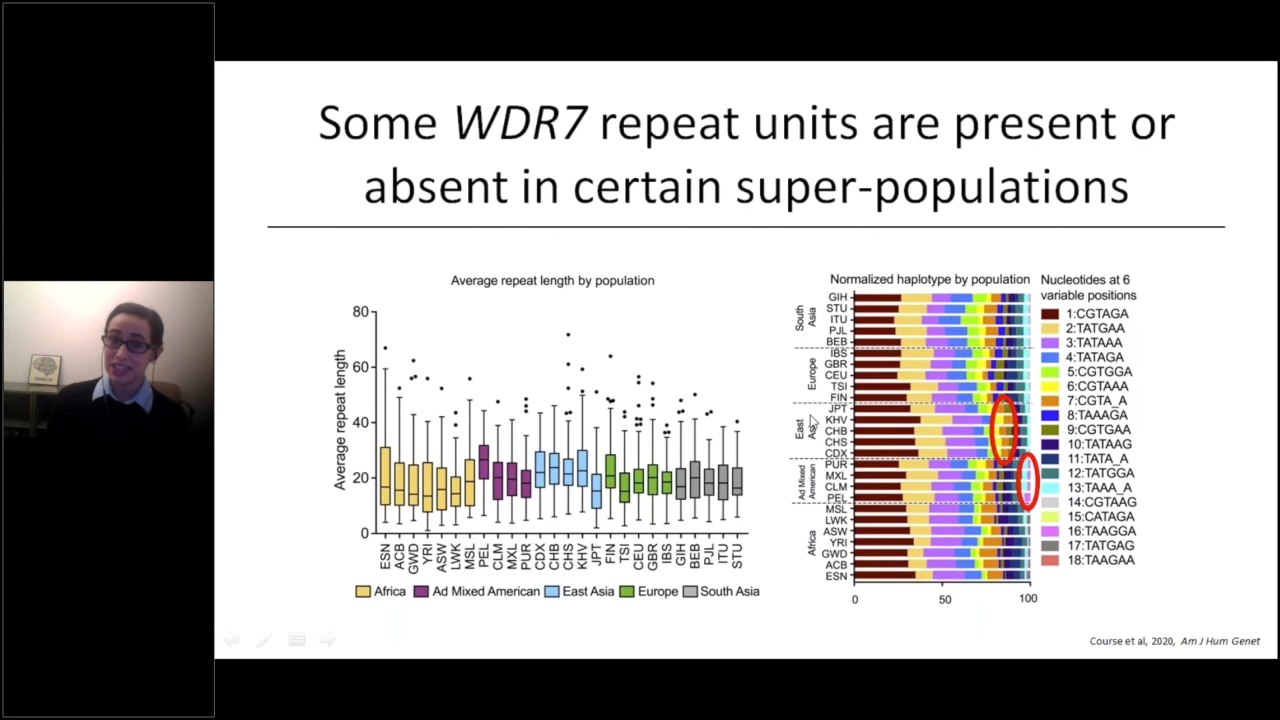 Some WDR7 repeat units are present or
absent in certain super-populations
Average repeat length by population
Average repeat length
80
60
40
20
0
ESN ACB GWD YRI ASW LWK MSL PEL CLM MXL PUR CDX CHB CHS KHV JPT FIN TSI CEU GBR IBS GIH BEB PJL ITU STU
Africa Ad Mixed American East Asia Europe South Asia
Normalized haplotype by population
South
Asia
GIH
STU
ITU
PJL
BEB
Europe
IBS
GBR
CEU
TSI
FIN
East
Asia
JPT
KHV
CHB
CHS
CDX
Ad Mixed
American
PUR
MXL
CLM
PEL
Africa
MSL
LWK
ASW
YRI
GWD
ACB
ESN
0 50 100
Nucleotides at 6
variable positions
1:CGTAGA
2:TATGAA
3:TATAAA
4:TATAGA
5:CGTGGA
6:CGTAAA
7:CGTA_A
8:TAAAGA
9:CGTGAA
10:TATAAG
11:TATA_A
12:TATGGA
13:TAAA_A
14:CGTAAG
15:CATAGA
16:TAAGGA
17:TATGAG
18:TAAGAA
Course et al, 2020, Am J Hum Genet